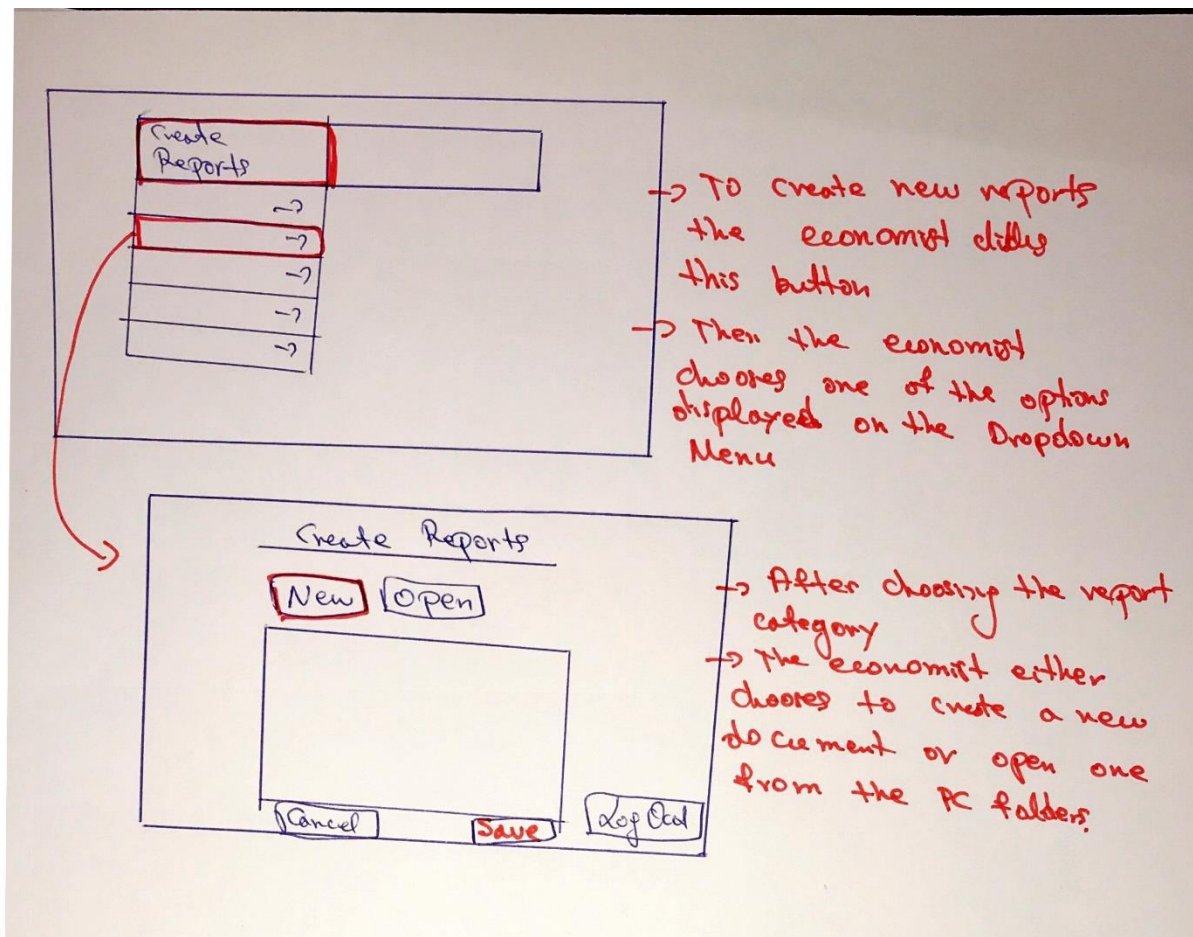 Create
Reports
→
→
→
→
→
→ To create new reports
the economist clicks
this button
→ Then the economist
chooses one of the options
displayed on the Dropdown
Menu
Create Reports
New Open
Cancel Save Log Out
→ After choosing the report
category
→ The economist either
chooses to create a new
document or open one
from the PC folders.